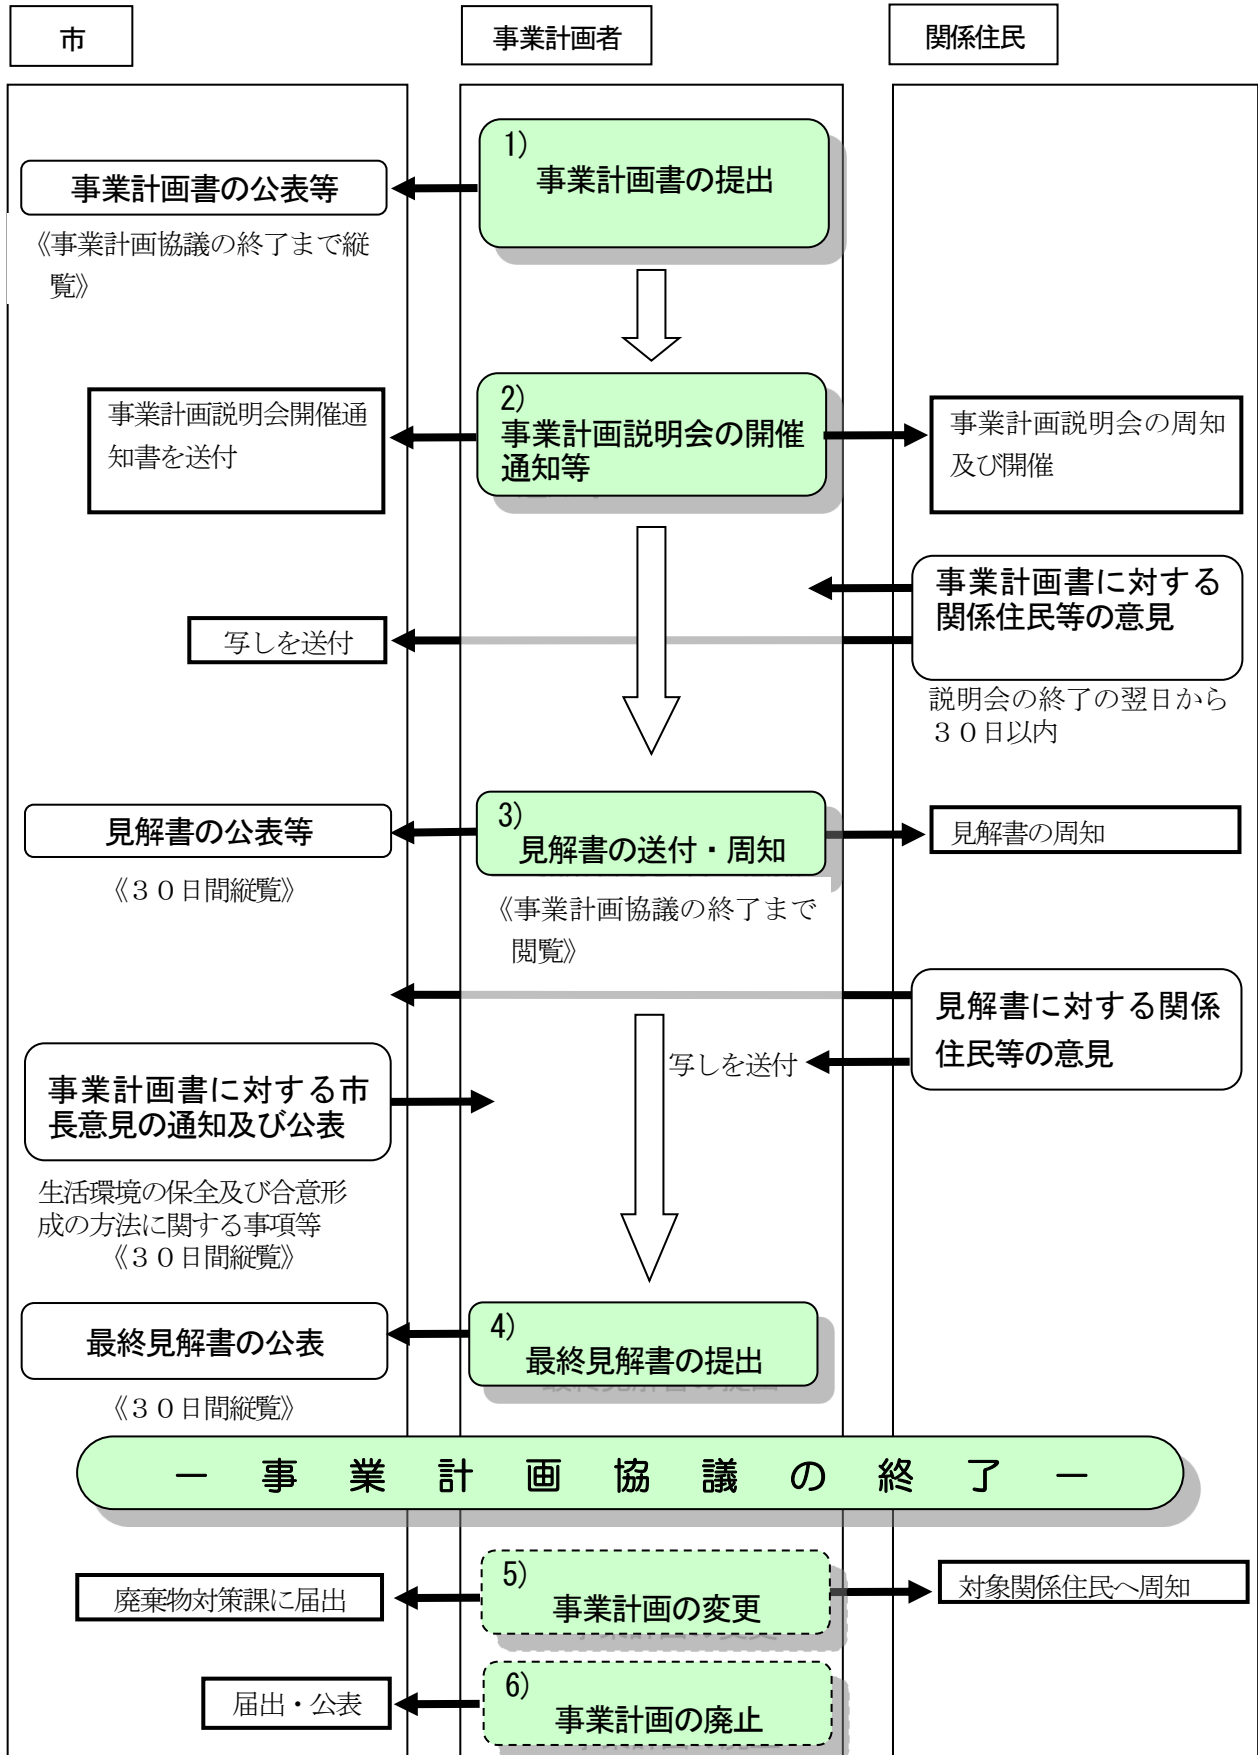 市
事業計画者
関係住民
1)
事業計画書の提出
事業計画書の公表等
《事業計画協議の終了まで縦
覧》
2)
事業計画説明会の開催
通知等
事業計画説明会開催通
知書を送付
事業計画説明会の周知
及び開催
事業計画書に対する
関係住民等の意見
写しを送付
説明会の終了の翌日から
３０日以内
3)
見解書の送付・周知
見解書の公表等
見解書の周知
《３０日間縦覧》
《事業計画協議の終了まで
閲覧》
見解書に対する関係
住民等の意見
写しを送付
事業計画書に対する市
長意見の通知及び公表
生活環境の保全及び合意形
成の方法に関する事項等
《３０日間縦覧》
4)
最終見解書の提出
最終見解書の公表
《３０日間縦覧》
－ 事 業 計 画 協 議 の 終 了 －
5)
事業計画の変更
廃棄物対策課に届出
対象関係住民へ周知
6)
事業計画の廃止
届出・公表